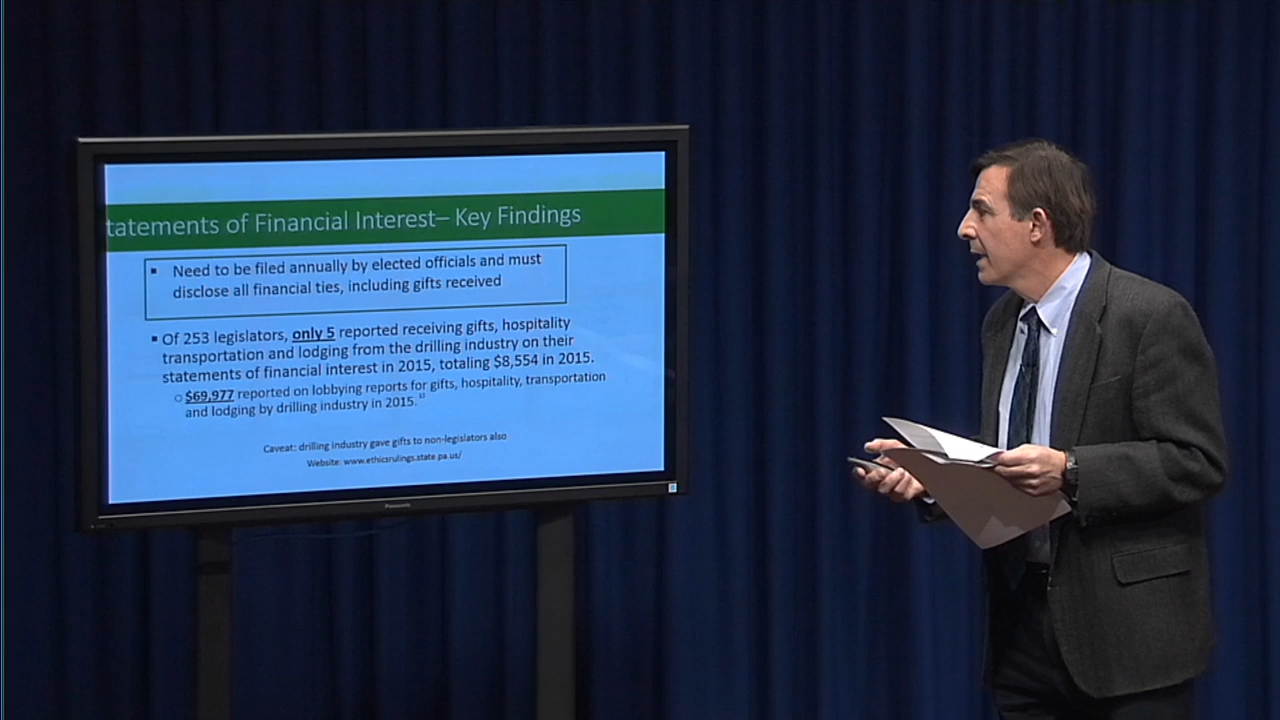 tatements of Financial Interest– Key Findings
▪ Need to be filed annually by elected officials and must
disclose all financial ties, including gifts received
▪ Of 253 legislators, only 5 reported receiving gifts, hospitality
transportation and lodging from the drilling industry on their
statements of financial interest in 2015, totaling $8,554 in 2015.
○ $69,977 reported on lobbying reports for gifts, hospitality, transportation
and lodging by drilling industry in 2015.
Caveat: drilling industry gave gifts to non-legislators also
Website: www.ethicsrulings.state.pa.us/
Panasonic